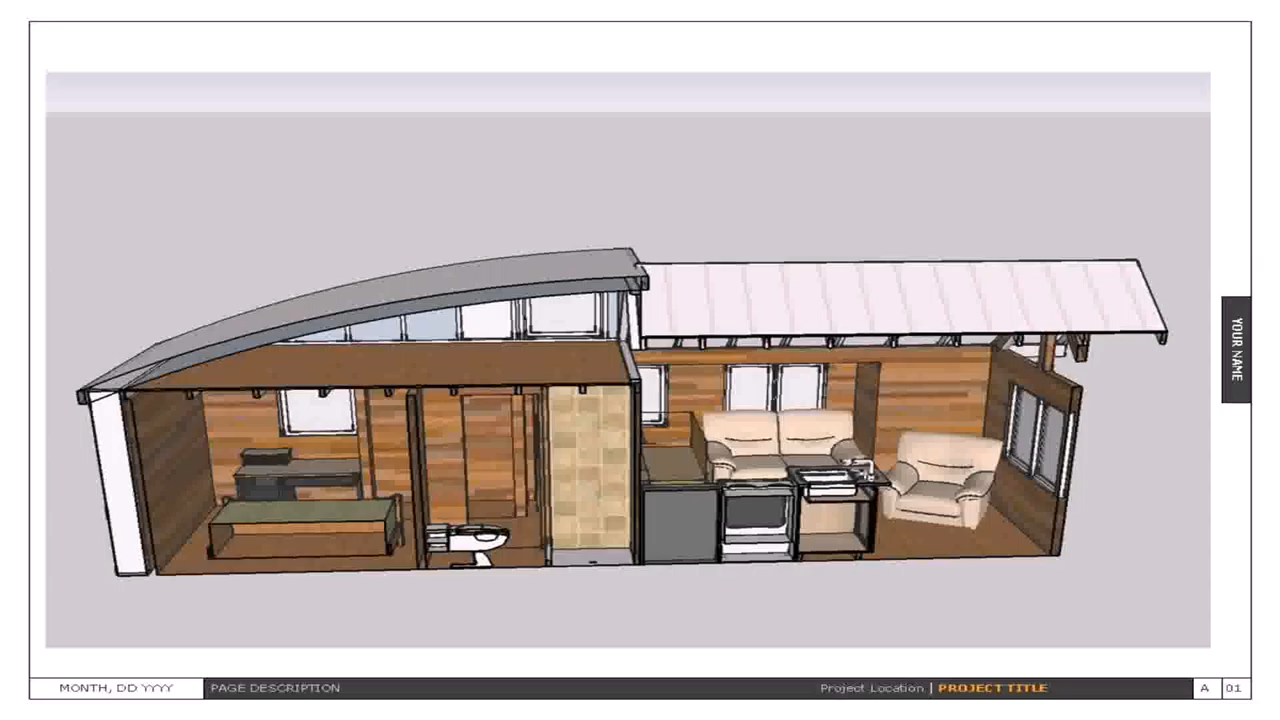 YOUR NAME
MONTH, DD YYYY
PAGE DESCRIPTION
Project Location | PROJECT TITLE
A 01